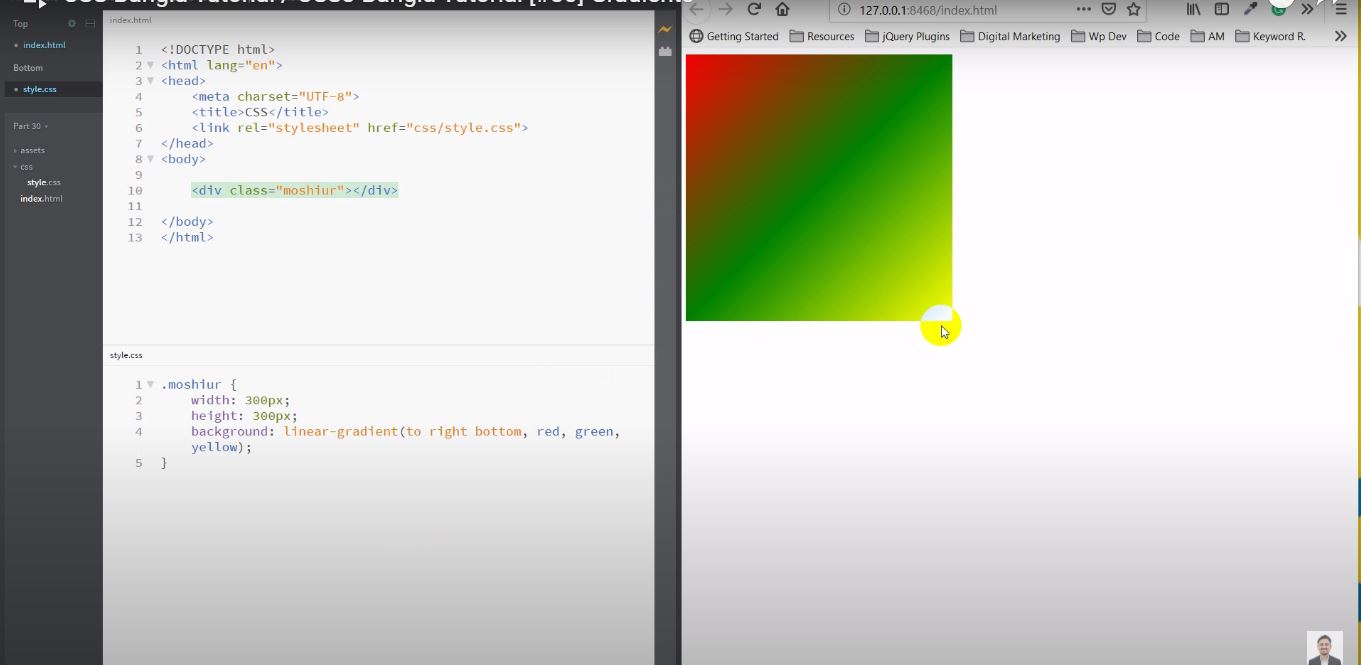 CSS Bangla Tutorial / CSS3 Bangla Tutorial [#30] Gradients
Top
index.html
Bottom
style.css
Part 30
assets
css
style.css
index.html
index.html
1 <!DOCTYPE html>
2 <html lang="en">
3 <head>
4 <meta charset="UTF-8">
5 <title>CSS</title>
6 <link rel="stylesheet" href="css/style.css">
7 </head>
8 <body>
9
10 <div class="moshiur"></div>
11
12 </body>
13 </html>
style.css
1 .moshiur {
2 width: 300px;
3 height: 300px;
4 background: linear-gradient(to right bottom, red, green,
yellow);
5 }
127.0.0.1:8468/index.html
Getting Started Resources jQuery Plugins Digital Marketing Wp Dev Code AM Keyword R.